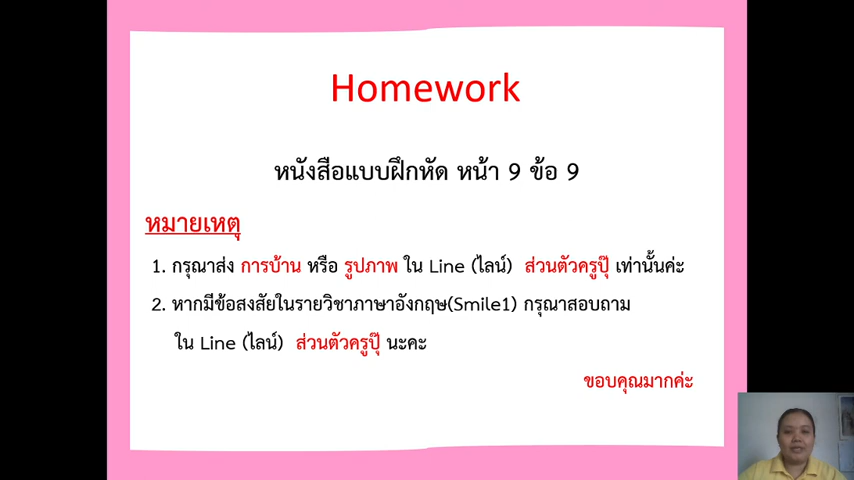 Homework
หนังสือแบบฝึกหัด หน้า 9 ข้อ 9
หมายเหตุ
1. กรุณาส่ง การบ้าน หรือ รูปภาพ ใน Line (ไลน์) ส่วนตัวครูปุ๊ เท่านั้นค่ะ
2. หากมีข้อสงสัยในรายวิชาภาษาอังกฤษ(Smile1) กรุณาสอบถาม
ใน Line (ไลน์) ส่วนตัวครูปุ๊ นะคะ
ขอบคุณมากค่ะ